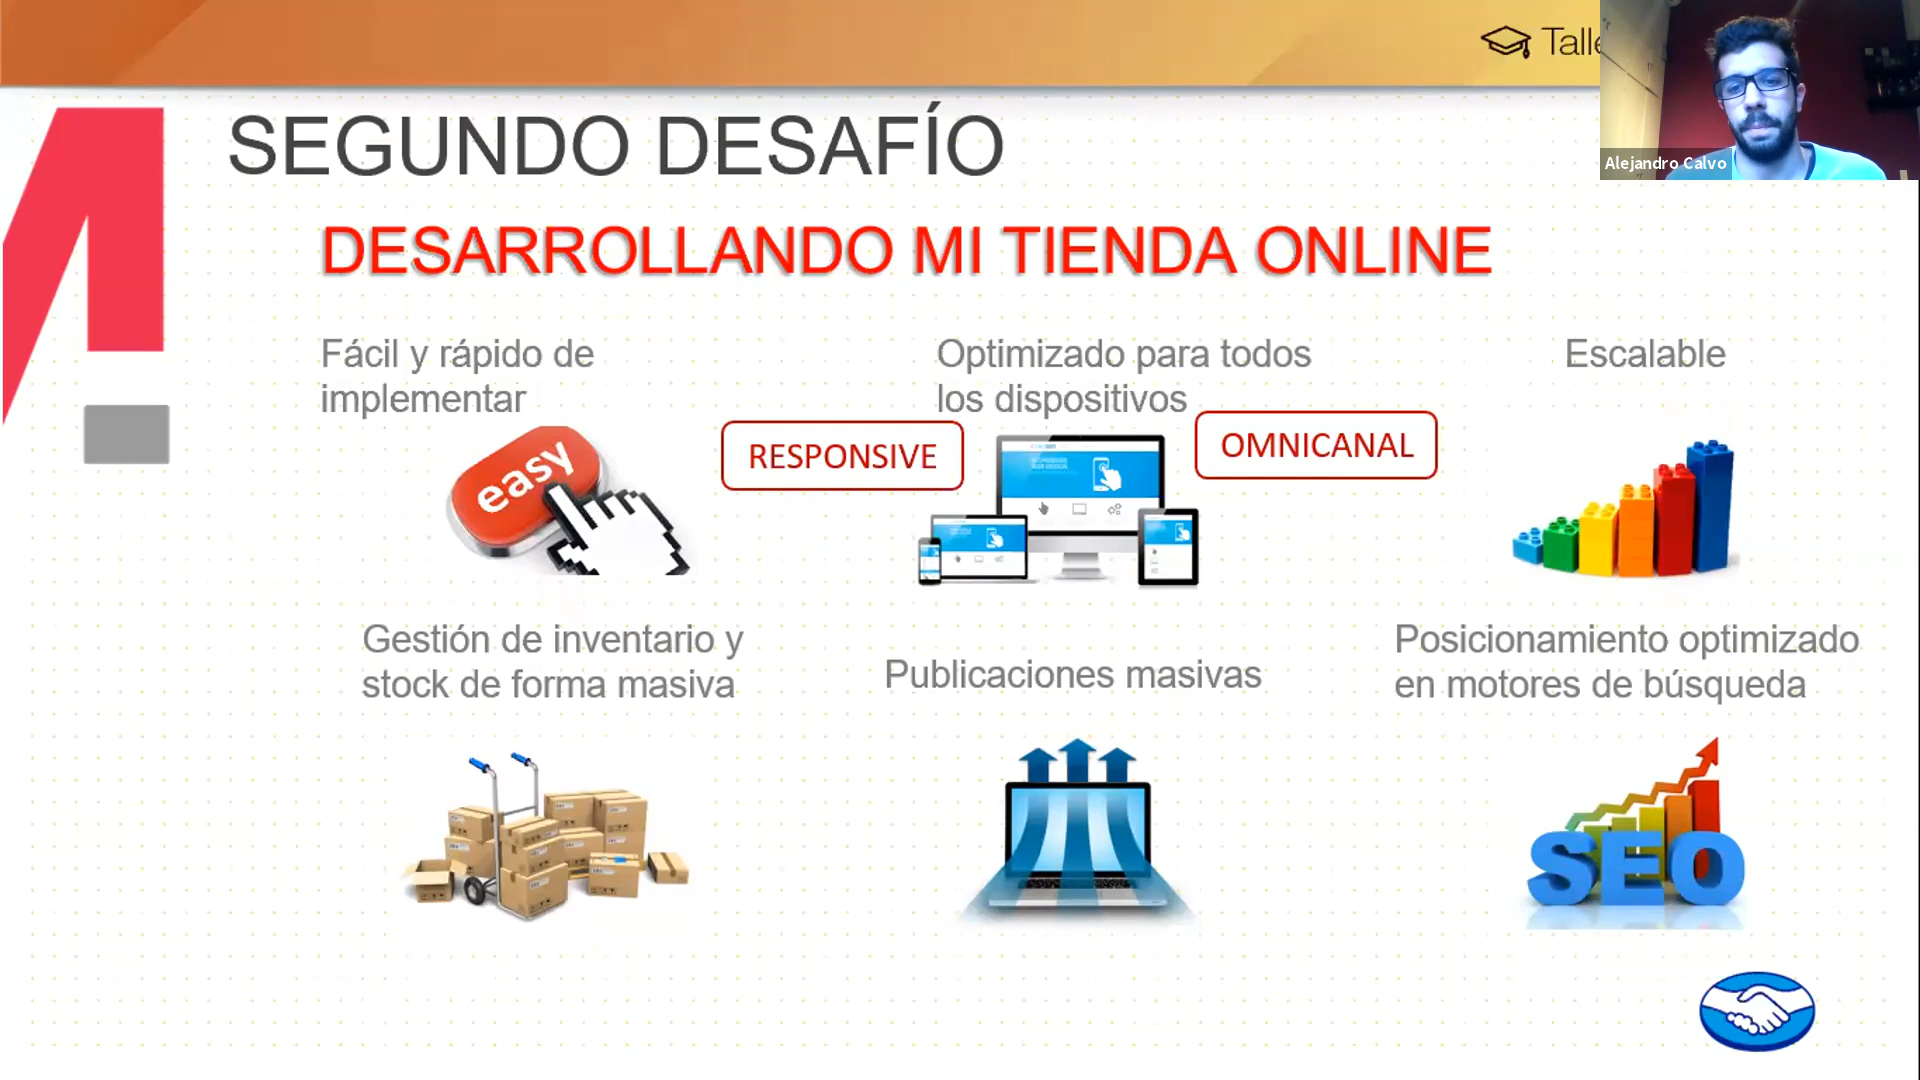 Talle
Alejandro Calvo
SEGUNDO DESAFÍO
DESARROLLANDO MI TIENDA ONLINE
Fácil y rápido de
implementar
easy
Optimizado para todos
los dispositivos
RESPONSIVE
OMNICANAL
Escalable
Gestión de inventario y
stock de forma masiva
Publicaciones masivas
Posicionamiento optimizado
en motores de búsqueda
SEO